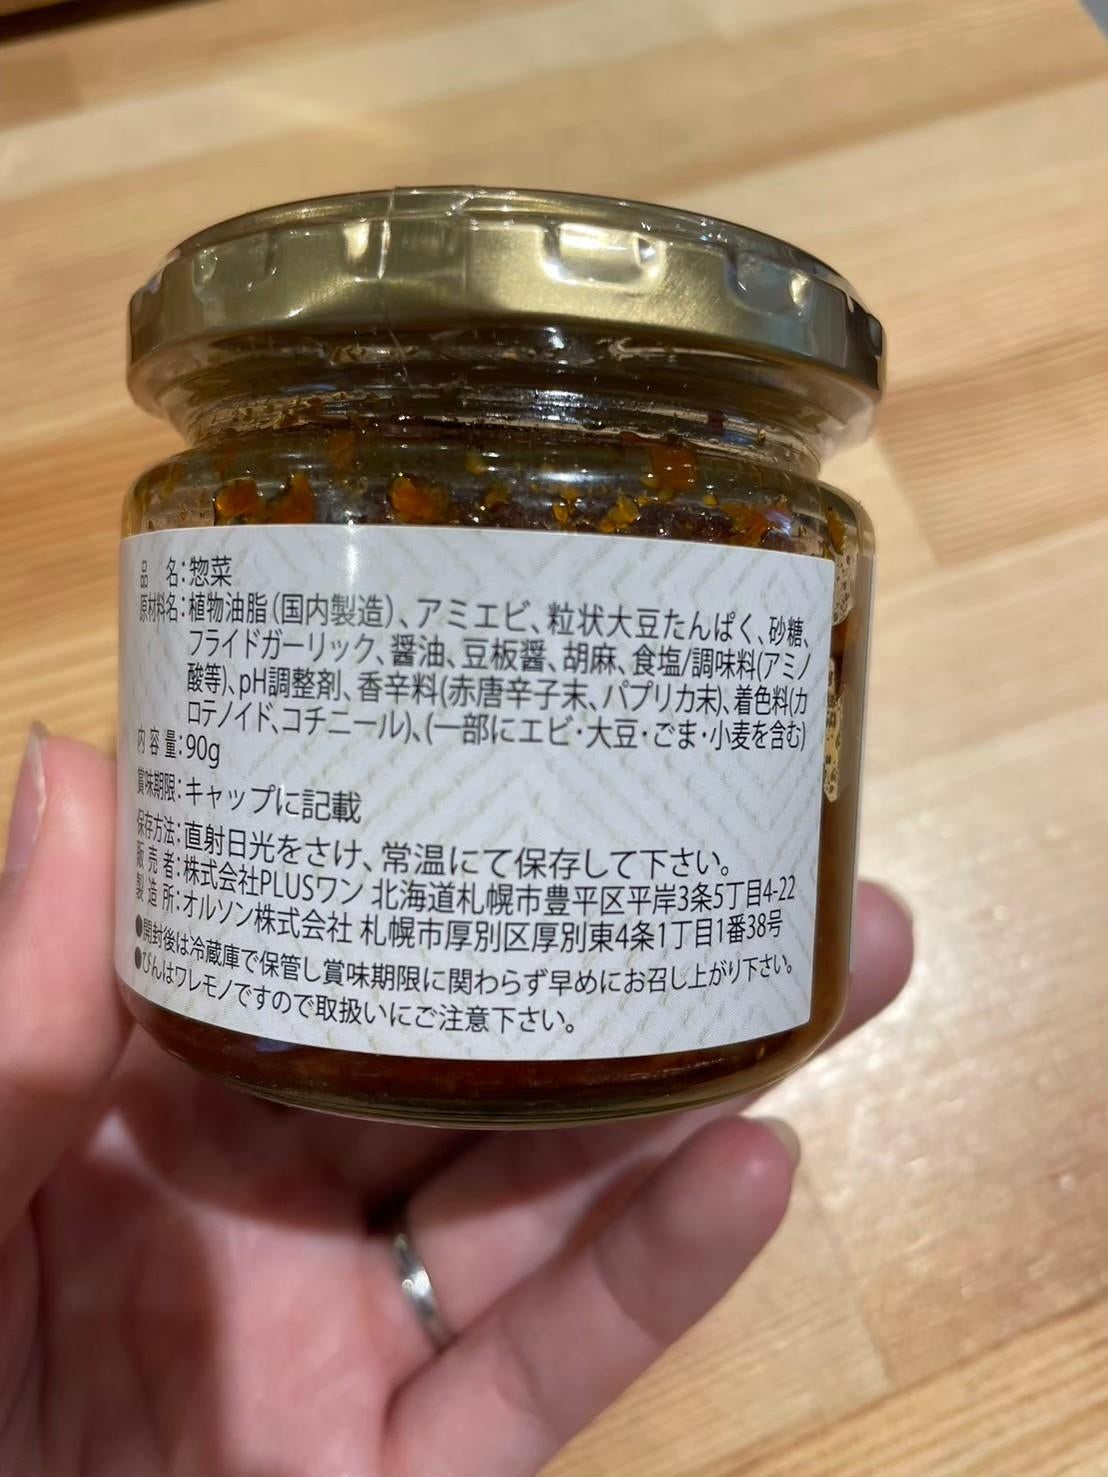 品　名：惣菜
原材料名：植物油脂（国内製造）、アミエビ、粒状大豆たんぱく、砂糖、
フライドガーリック、醤油、豆板醤、胡麻、食塩/調味料(アミノ
酸等)、pH調整剤、香辛料(赤唐辛子末、パプリカ末)、着色料(カ
ロテノイド、コチニール)、(一部にエビ・大豆・ごま・小麦を含む)
内容量：90g
賞味期限：キャップに記載
保存方法：直射日光をさけ、常温にて保存して下さい。
販売者：株式会社PLUSワン 北海道札幌市豊平区平岸3条5丁目4-22
製造所：オルソン株式会社 札幌市厚別区厚別東4条1丁目1番38号
●開封後は冷蔵庫で保管し賞味期限に関わらず早めにお召し上がり下さい。
●びんはワレモノですので取扱いにご注意下さい。